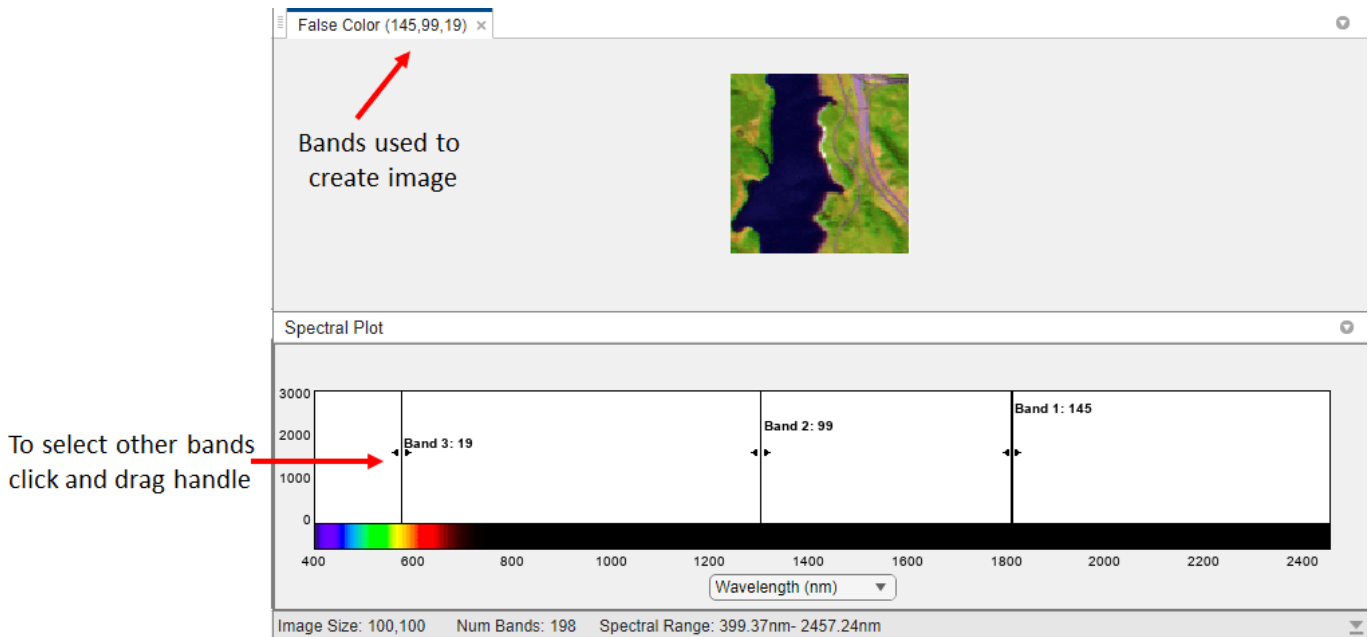 False Color (145,99,19) ×
Bands used to
create image
Spectral Plot
3000
2000
1000
0
Band 3: 19
Band 2: 99
Band 1: 145
To select other bands
click and drag handle
400 600 800 1000 1200 1400 1600 1800 2000 2200 2400
Wavelength (nm)
Image Size: 100,100 Num Bands: 198 Spectral Range: 399.37nm- 2457.24nm